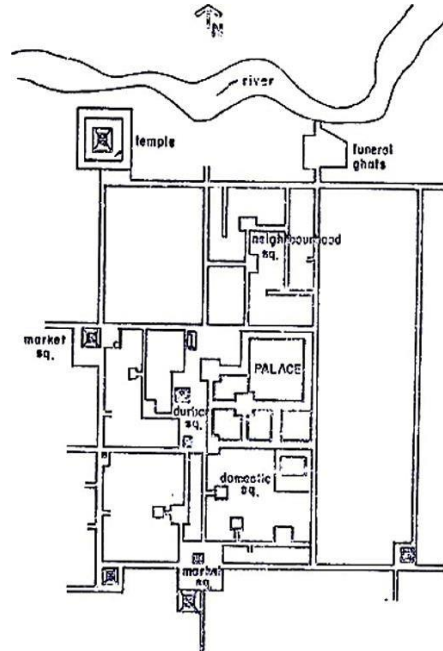 N
river
temple
funeral
ghats
neighbourhood
sq.
market
sq.
PALACE
durbar
sq.
domestic
sq.
market
sq.